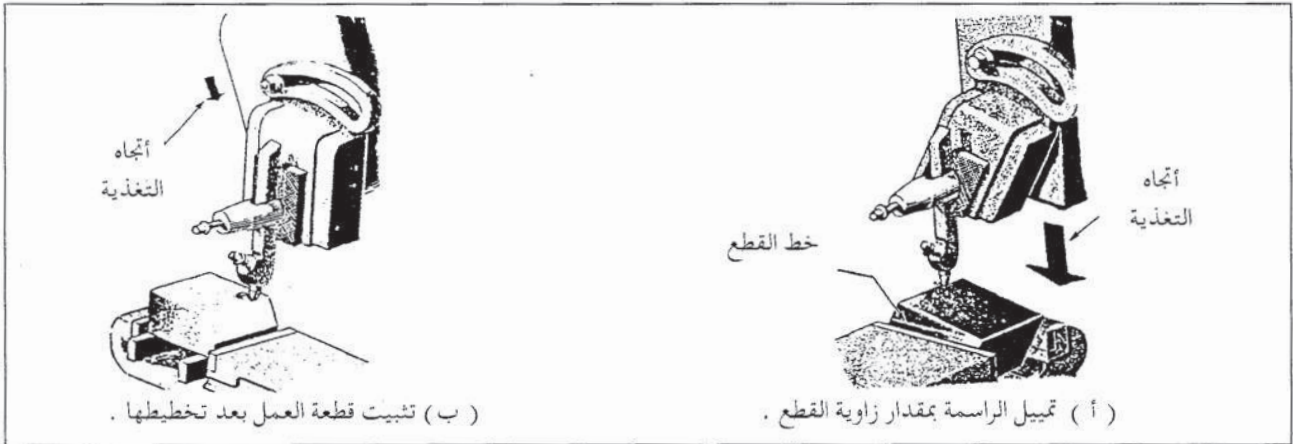 أتجاه
التغذية
خط القطع
( أ ) تمييل الراسمة بمقدار زاوية القطع .
أتجاه
التغذية
( ب ) تثبيت قطعة العمل بعد تخطيطها .